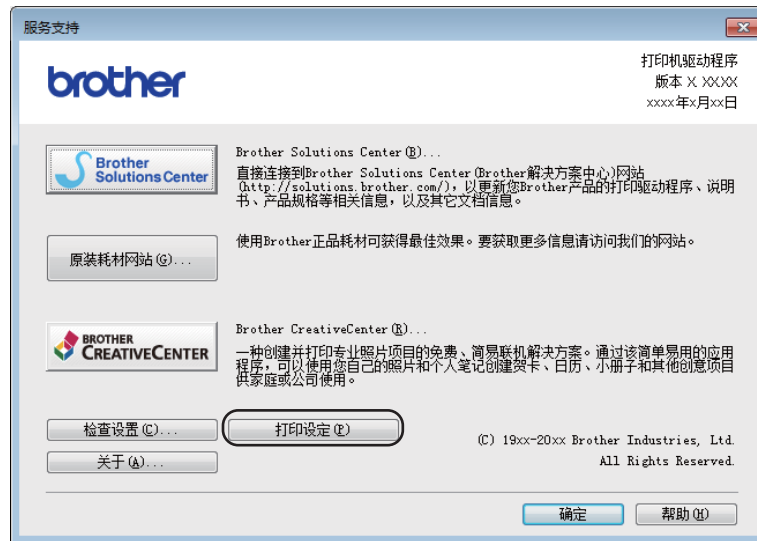 服务支持
brother
打印机驱动程序
版本 X XXXX
xxxx年x月xx日
Brother
Solutions Center
Brother Solutions Center(B)...
直接连接到Brother Solutions Center(Brother解决方案中心)网站
(http://solutions.brother.com/)，以更新您Brother产品的打印驱动程序、说明
书、产品规格等相关信息，以及其它文档信息。
原装耗材网站(G)...
使用Brother正品耗材可获得最佳效果。要获取更多信息请访问我们的网站。
BROTHER
CREATIVECENTER
Brother CreativeCenter(R)...
一种创建并打印专业照片项目的免费、简易联机解决方案。通过该简单易用的应用
程序，可以使用您自己的照片和个人笔记创建贺卡、日历、小册子和其他创意项目
供家庭或公司使用。
检查设置(C)...
打印设定(P)
关于(A)...
(C) 19xx-20xx Brother Industries, Ltd.
All Rights Reserved.
确定
帮助(H)